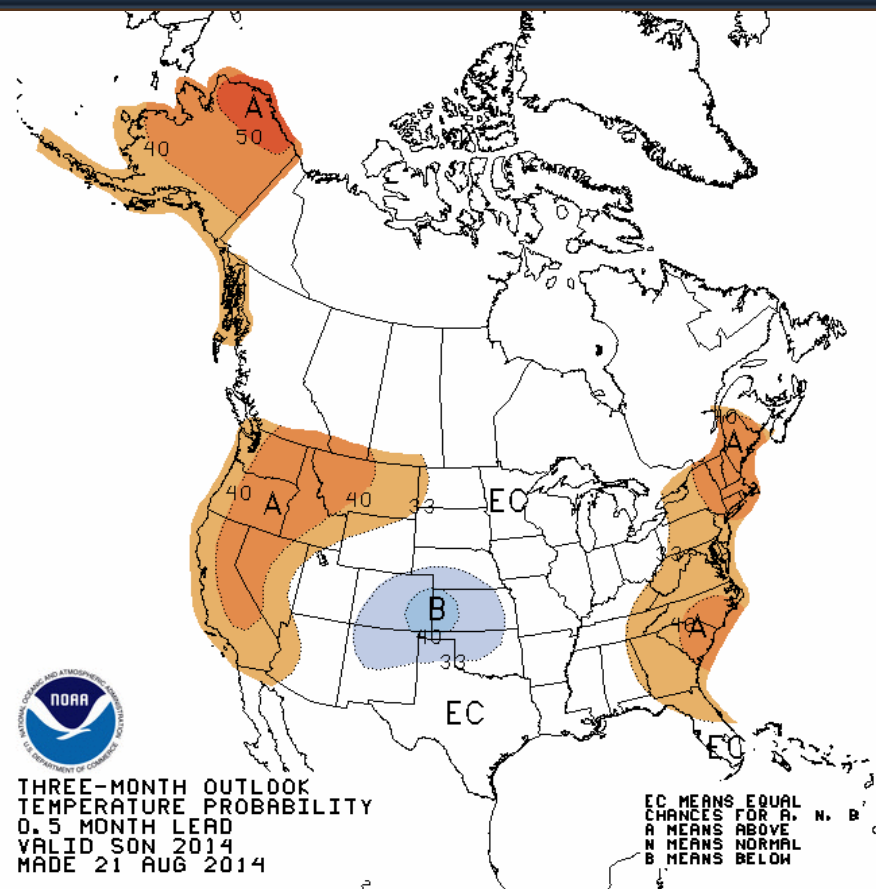 A
50
40
40
A
40
A
40
33
EC
B
40
33
A
40
33
EC
EC
NOAA
NATIONAL OCEANIC AND ATMOSPHERIC ADMINISTRATION
U.S. DEPARTMENT OF COMMERCE
THREE-MONTH OUTLOOK
TEMPERATURE PROBABILITY
0.5 MONTH LEAD
VALID SON 2014
MADE 21 AUG 2014
EC MEANS EQUAL
CHANCES FOR A, N, B
A MEANS ABOVE
N MEANS NORMAL
B MEANS BELOW